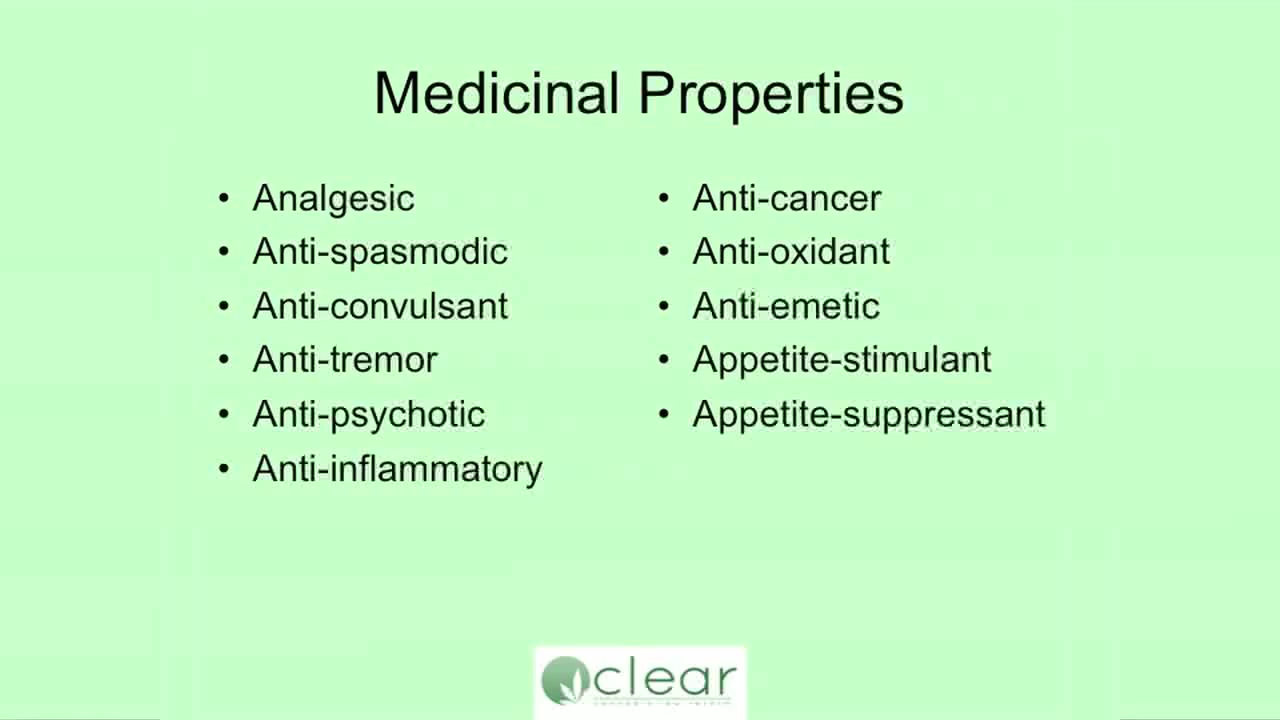 Medicinal Properties
• Analgesic
• Anti-spasmodic
• Anti-convulsant
• Anti-tremor
• Anti-psychotic
• Anti-inflammatory
• Anti-cancer
• Anti-oxidant
• Anti-emetic
• Appetite-stimulant
• Appetite-suppressant
clear